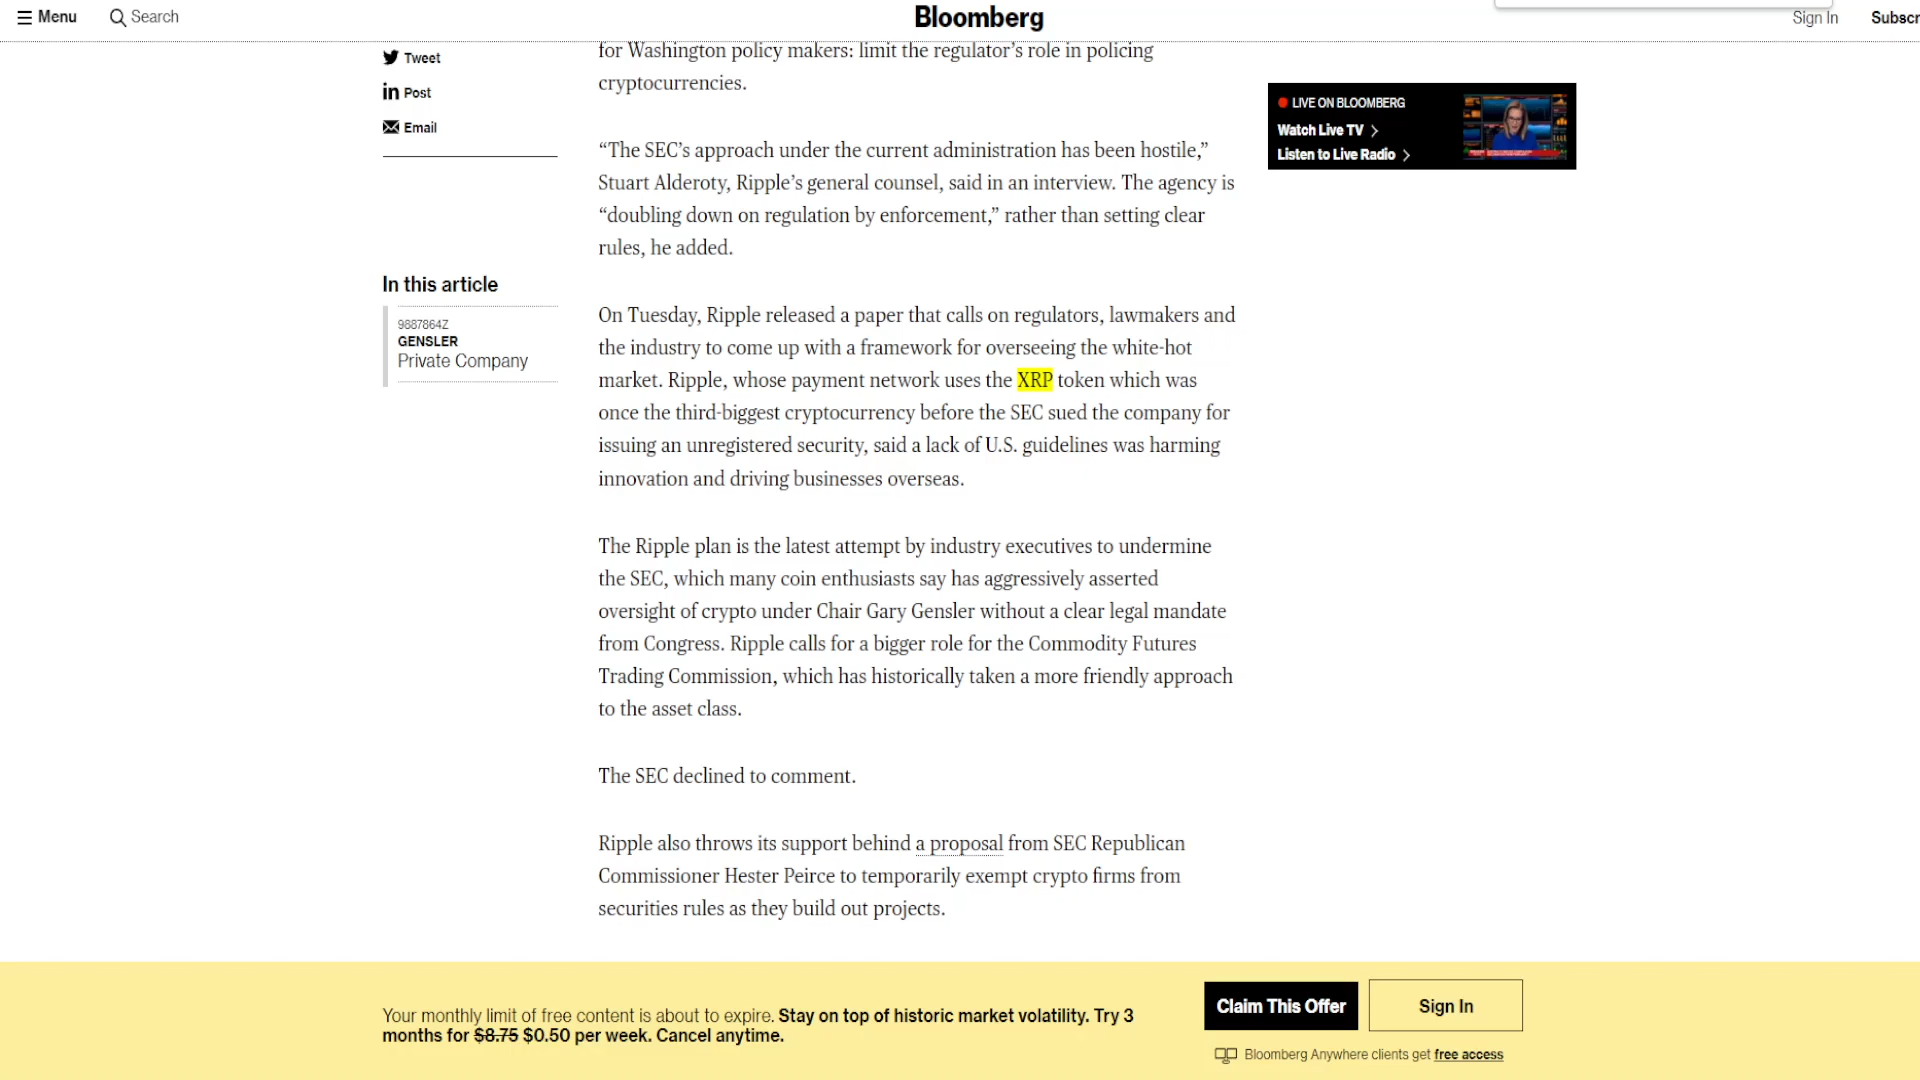 Menu
Search
Bloomberg
Sign In
Subscr
Tweet
Post
Email
for Washington policy makers: limit the regulator's role in policing
cryptocurrencies.
LIVE ON BLOOMBERG
Watch Live TV
Listen to Live Radio
“The SEC's approach under the current administration has been hostile,”
Stuart Alderoty, Ripple's general counsel, said in an interview. The agency is
“doubling down on regulation by enforcement,” rather than setting clear
rules, he added.
In this article
9887864Z
GENSLER
Private Company
On Tuesday, Ripple released a paper that calls on regulators, lawmakers and
the industry to come up with a framework for overseeing the white-hot
market. Ripple, whose payment network uses the XRP token which was
once the third-biggest cryptocurrency before the SEC sued the company for
issuing an unregistered security, said a lack of U.S. guidelines was harming
innovation and driving businesses overseas.
The Ripple plan is the latest attempt by industry executives to undermine
the SEC, which many coin enthusiasts say has aggressively asserted
oversight of crypto under Chair Gary Gensler without a clear legal mandate
from Congress. Ripple calls for a bigger role for the Commodity Futures
Trading Commission, which has historically taken a more friendly approach
to the asset class.
The SEC declined to comment.
Ripple also throws its support behind a proposal from SEC Republican
Commissioner Hester Peirce to temporarily exempt crypto firms from
securities rules as they build out projects.
Your monthly limit of free content is about to expire. Stay on top of historic market volatility. Try 3
months for $8.75 $0.50 per week. Cancel anytime.
Claim This Offer
Sign In
Bloomberg Anywhere clients get free access